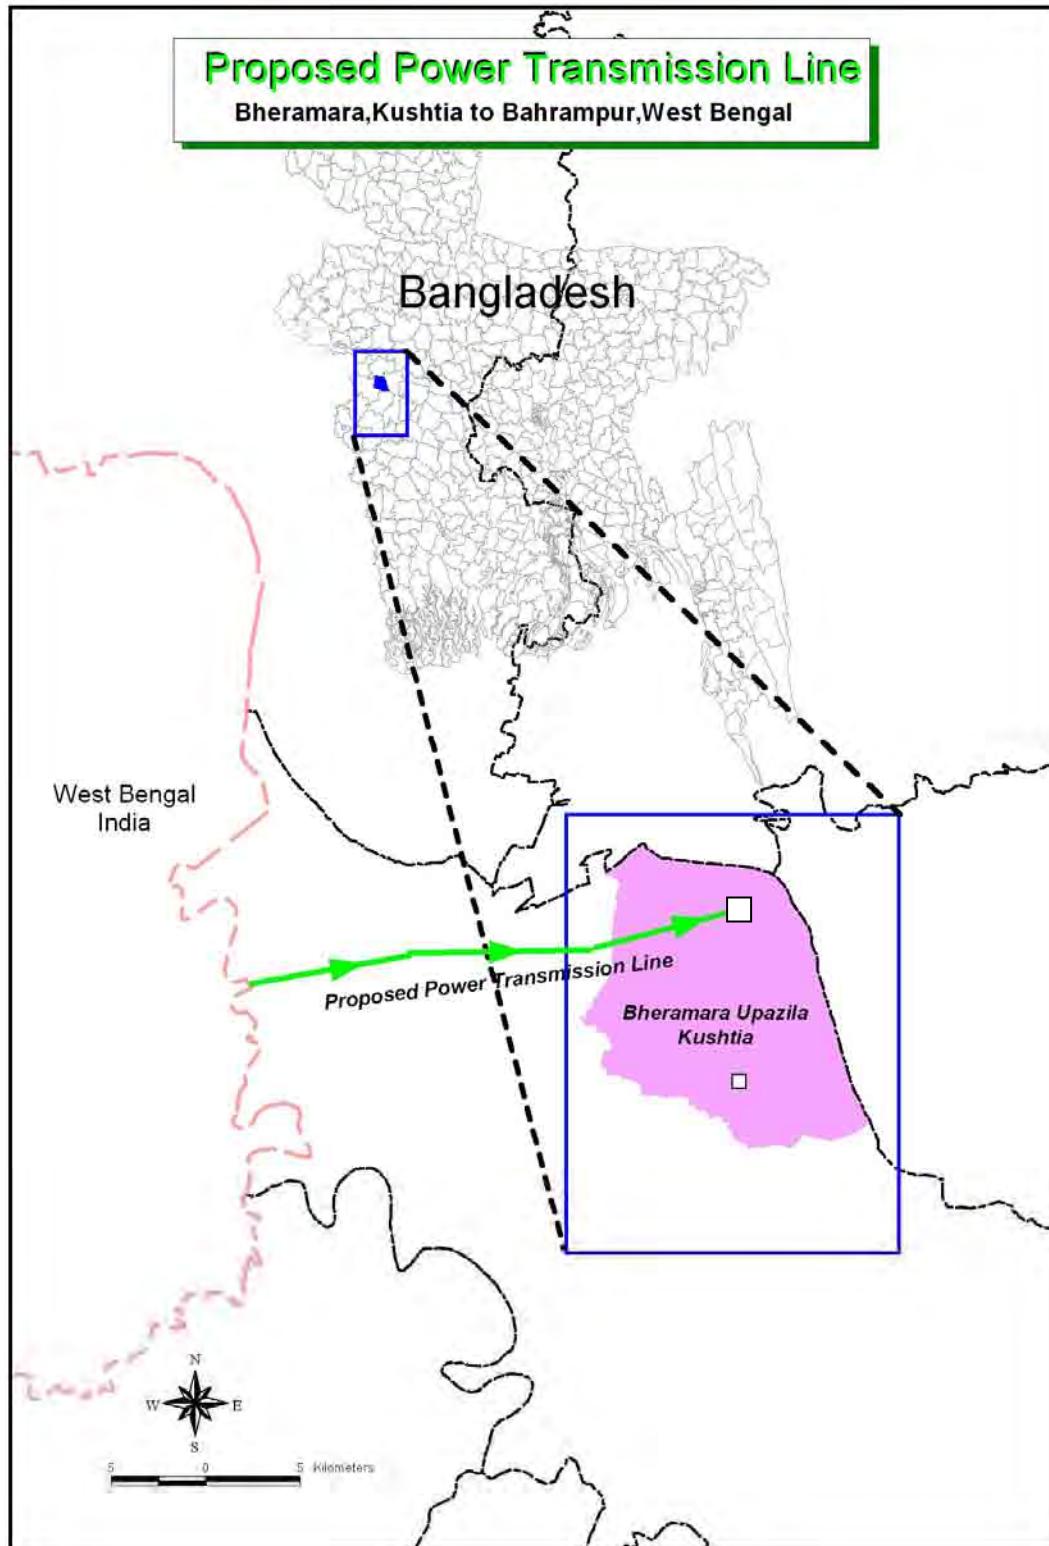 Proposed Power Transmission Line
Bheramara,Kushtia to Bahrampur,West Bengal
Bangladesh
West Bengal
India
Proposed Power Transmission Line
Bheramara Upazila
Kushtia
N
W E
S
5 0 5 Kilometers